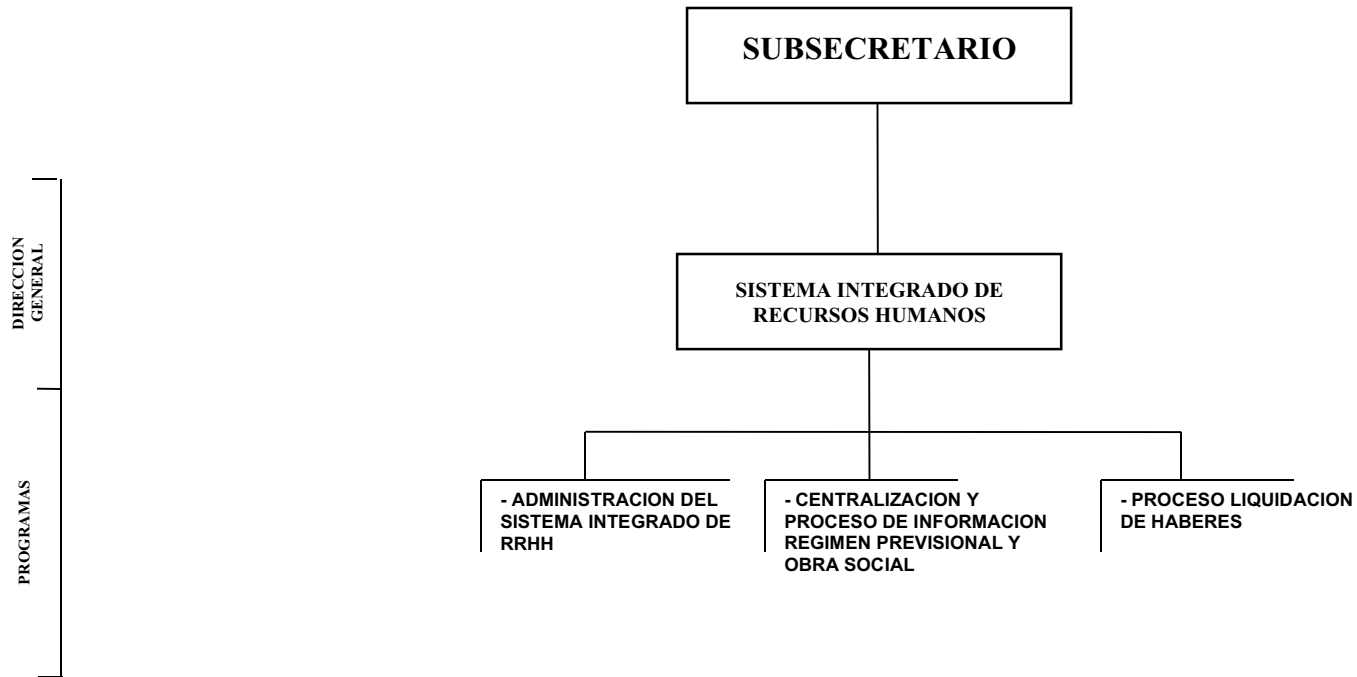 SUBSECRETARIO
DIRECCION
GENERAL
SISTEMA INTEGRADO DE
RECURSOS HUMANOS
PROGRAMAS
- ADMINISTRACION DEL
SISTEMA INTEGRADO DE
RRHH
- CENTRALIZACION Y
PROCESO DE INFORMACION
REGIMEN PREVISIONAL Y
OBRA SOCIAL
- PROCESO LIQUIDACION
DE HABERES